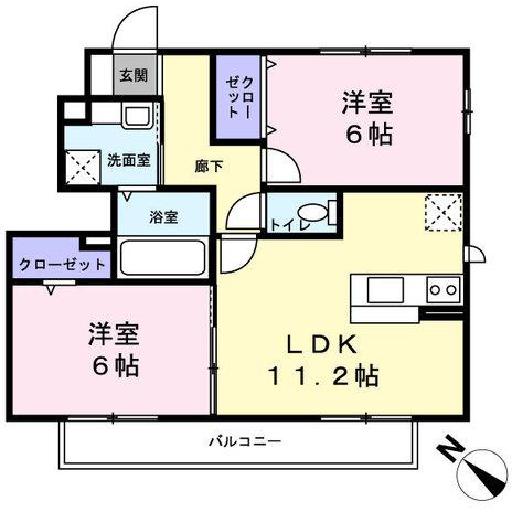 玄関
クロー
ゼット
洋室
6帖
洗面室
廊下
浴室
トイレ
クローゼット
洋室
6帖
LDK
11.2帖
バルコニー
N